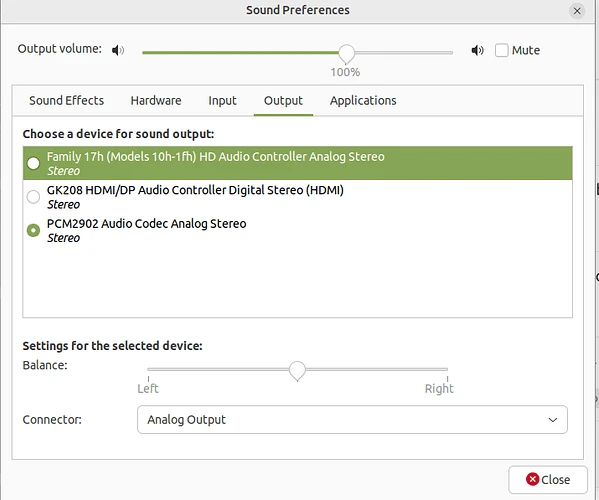 Sound Preferences
Output volume:
Mute
100%
Sound Effects Hardware Input Output Applications
Choose a device for sound output:
Family 17h (Models 10h-1fh) HD Audio Controller Analog Stereo
Stereo
GK208 HDMI/DP Audio Controller Digital Stereo (HDMI)
Stereo
PCM2902 Audio Codec Analog Stereo
Stereo
Settings for the selected device:
Balance:
Left Right
Connector: Analog Output
Close